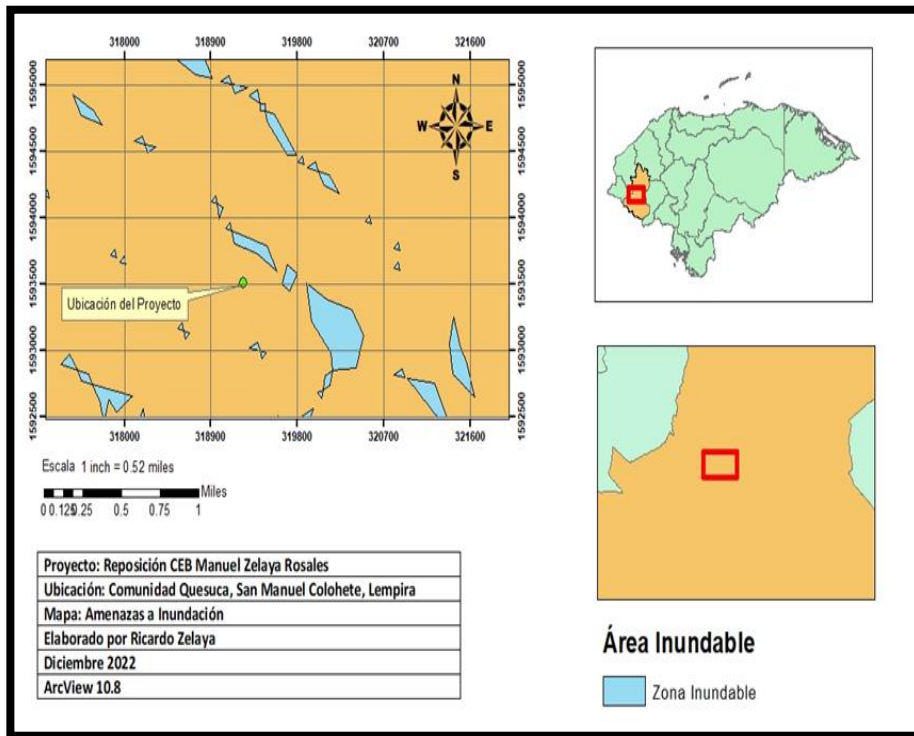 318000 318900 319800 320700 321600
1595000
1594500
1594000
1593500
1593000
1592500
1595000
1594500
1594000
1593500
1593000
1592500
N
W E
S
Ubicación del Proyecto
318000 318900 319800 320700 321600
Escala 1 inch = 0.52 miles
Miles
0 0.125 0.25 0.5 0.75 1
Proyecto: Reposición CEB Manuel Zelaya Rosales
Ubicación: Comunidad Quesuca, San Manuel Colohete, Lempira
Mapa: Amenazas a Inundación
Elaborado por Ricardo Zelaya
Diciembre 2022
ArcView 10.8
Área Inundable
Zona Inundable